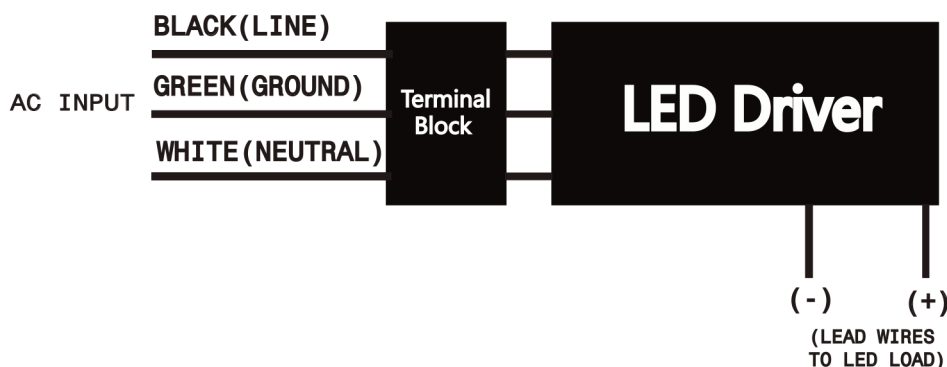 BLACK(LINE)
AC INPUT
GREEN(GROUND)
WHITE(NEUTRAL)
Terminal
Block
LED Driver
(-)
(+)
(LEAD WIRES
TO LED LOAD)